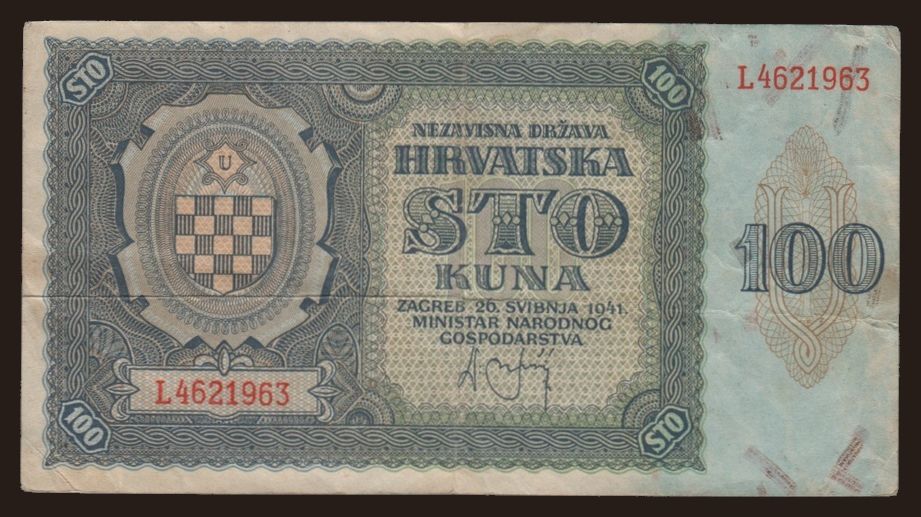 STO
100
L4621963
U
NEZAVISNA DRŽAVA
HRVATSKA
STO
KUNA
100
ZAGREB 26. SVIBNJA 1941.
MINISTAR NARODNOG
GOSPODARSTVA
L4621963
100
STO